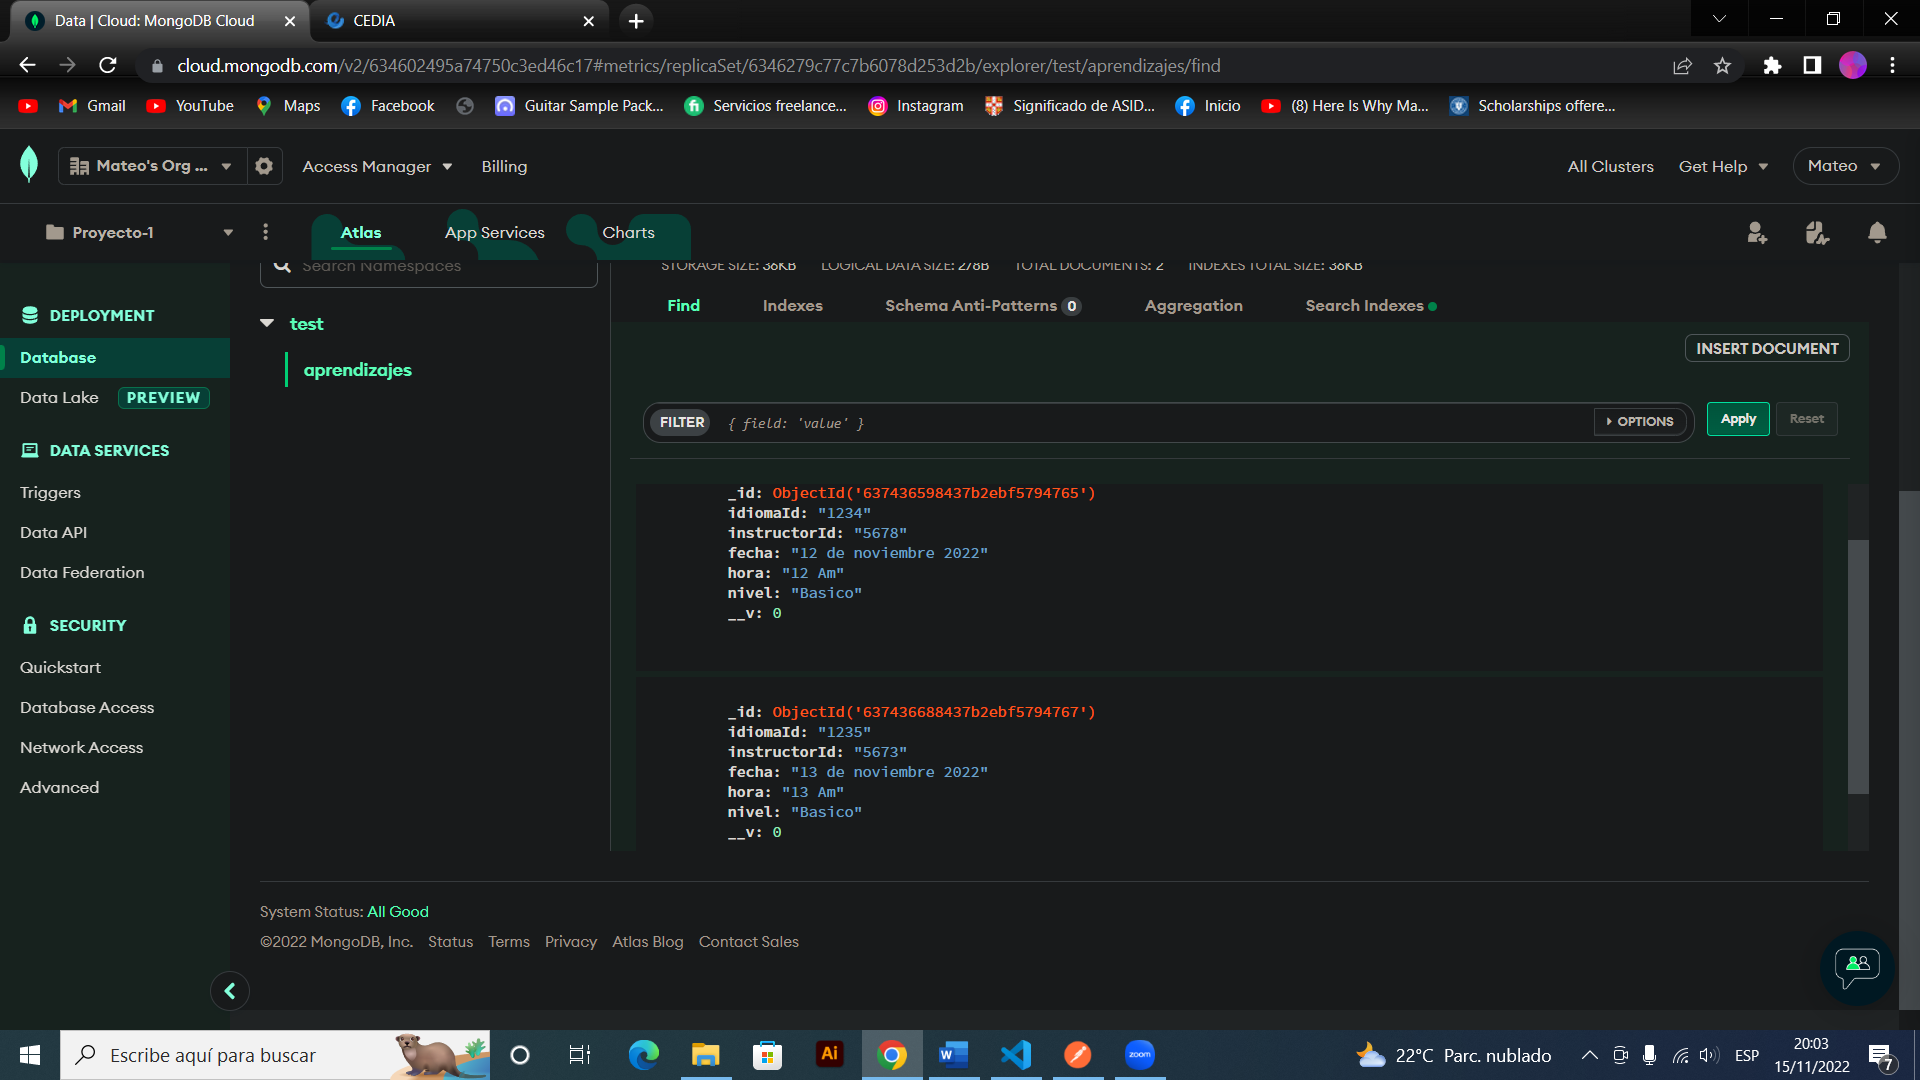 Data | Cloud: MongoDB Cloud
CEDIA
cloud.mongodb.com/v2/634602495a74750c3ed46c17#metrics/replicaSet/6346279c77c7b6078d253d2b/explorer/test/aprendizajes/find
Gmail
YouTube
Maps
Facebook
Guitar Sample Pack...
Servicios freelance...
Instagram
Significado de ASID...
Inicio
(8) Here Is Why Ma...
Scholarships offere...
Mateo's Org ...
Access Manager
Billing
All Clusters
Get Help
Mateo
Proyecto-1
Atlas
App Services
Charts
Search Namespaces
STORAGE SIZE: 36KB LOGICAL DATA SIZE: 278B TOTAL DOCUMENTS: 2 INDEXES TOTAL SIZE: 36KB
DEPLOYMENT
Database
Data Lake PREVIEW
DATA SERVICES
Triggers
Data API
Data Federation
SECURITY
Quickstart
Database Access
Network Access
Advanced
test
aprendizajes
Find
Indexes
Schema Anti-Patterns 0
Aggregation
Search Indexes
INSERT DOCUMENT
FILTER { field: 'value' }
OPTIONS
Apply
Reset
_id: ObjectId('637436598437b2ebf5794765')
idiomaId: "1234"
instructorId: "5678"
fecha: "12 de noviembre 2022"
hora: "12 Am"
nivel: "Basico"
__v: 0
_id: ObjectId('637436688437b2ebf5794767')
idiomaId: "1235"
instructorId: "5673"
fecha: "13 de noviembre 2022"
hora: "13 Am"
nivel: "Basico"
__v: 0
System Status: All Good
©2022 MongoDB, Inc. Status Terms Privacy Atlas Blog Contact Sales
Escribe aquí para buscar
Ai
zoom
22°C Parc. nublado
ESP
20:03
15/11/2022
7